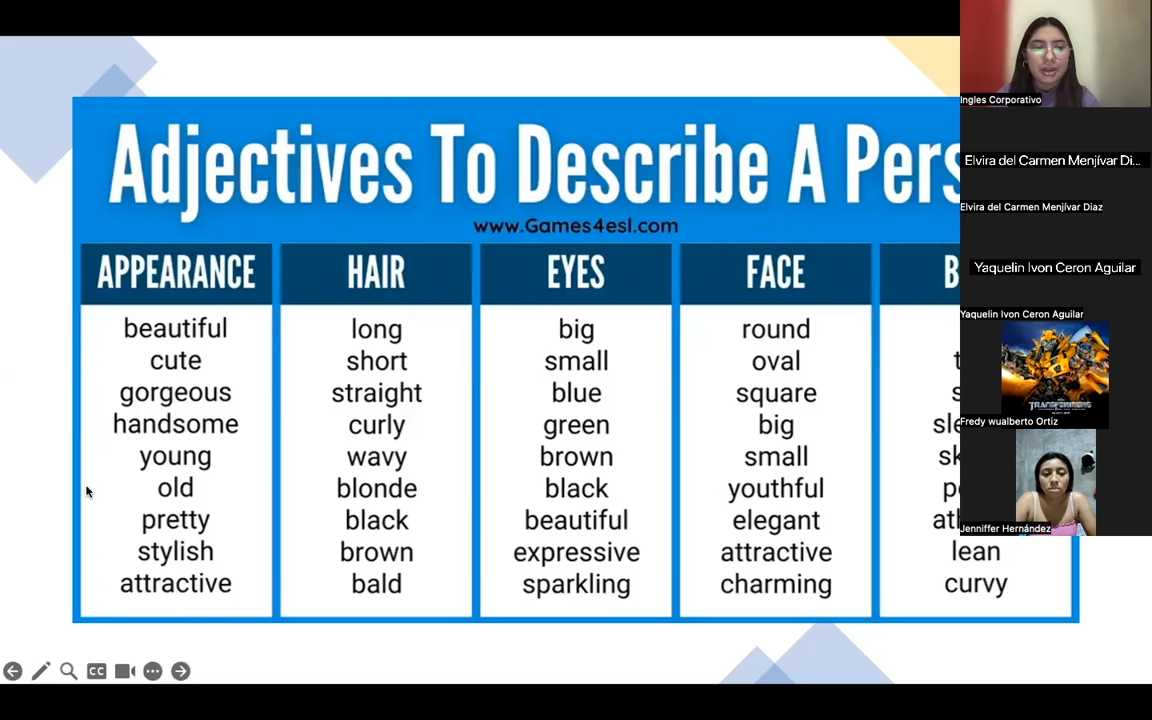 Adjectives To Describe A Pers
www.Games4esl.com
APPEARANCE
beautiful
cute
gorgeous
handsome
young
old
pretty
stylish
attractive
HAIR
long
short
straight
curly
wavy
blonde
black
brown
bald
EYES
big
small
blue
green
brown
black
beautiful
expressive
sparkling
FACE
round
oval
square
big
small
youthful
elegant
attractive
charming
B
lean
curvy
CC
Ingles Corporativo
Elvira del Carmen Menjívar Di...
Elvira del Carmen Menjívar Diaz
Yaquelin Ivon Ceron Aguilar
Yaquelin Ivon Ceron Aguilar
TRANSFORMERS
Fredy wualberto Ortiz
Jenniffer Hernández